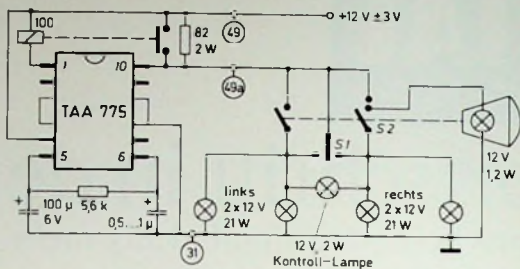 100
49
+12 V ± 3 V
82
2 W
1
10
TAA 775
49a
S1
S2
12 V
1,2 W
5
6
+
100 µ
6 V
5,6 k
+
0,5...1 µ
links
2 x 12 V
21 W
rechts
2 x 12 V
21 W
12 V, 2 W
Kontroll-Lampe
31